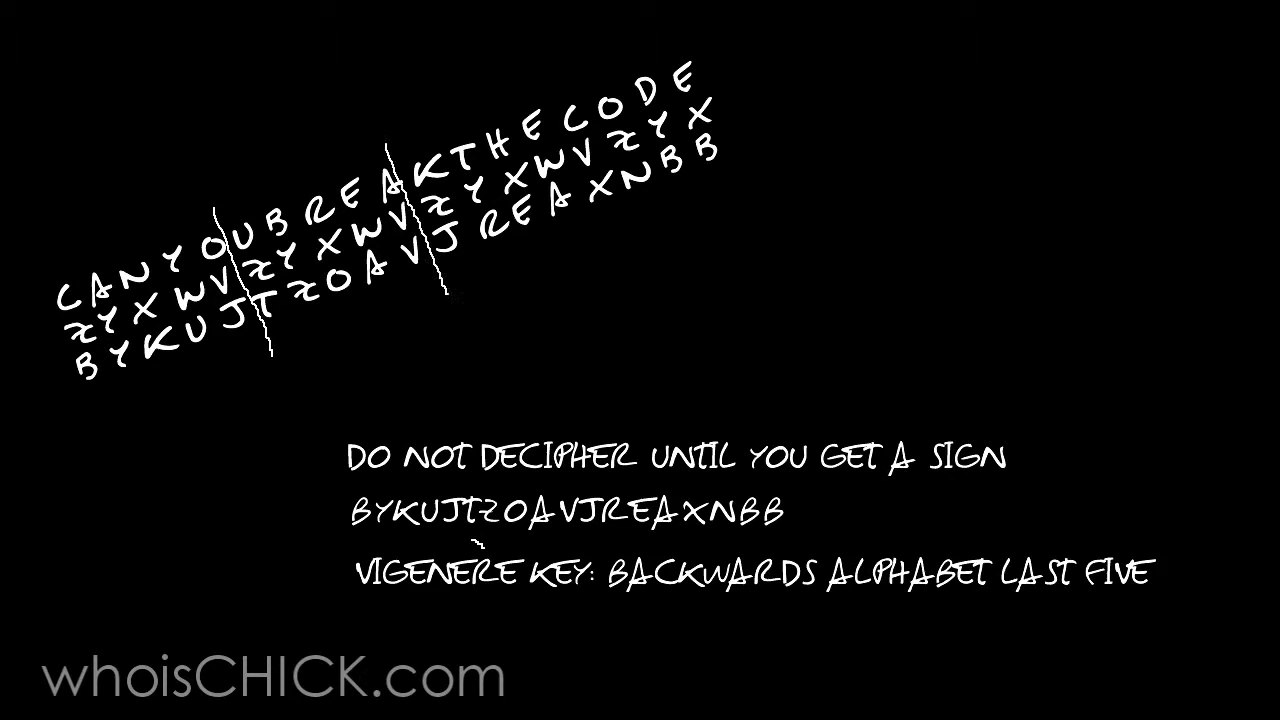 CANYOUBREAKTHECODE
ZYXWVZYXWVZYXWVZYX
BYKUJTZOAVJREAXNBB
DO NOT DECIPHER UNTIL YOU GET A SIGN
BYKUJTZOAVJREAXNBB
VIGENERE KEY: BACKWARDS ALPHABET LAST FIVE
whoisCHICK.com